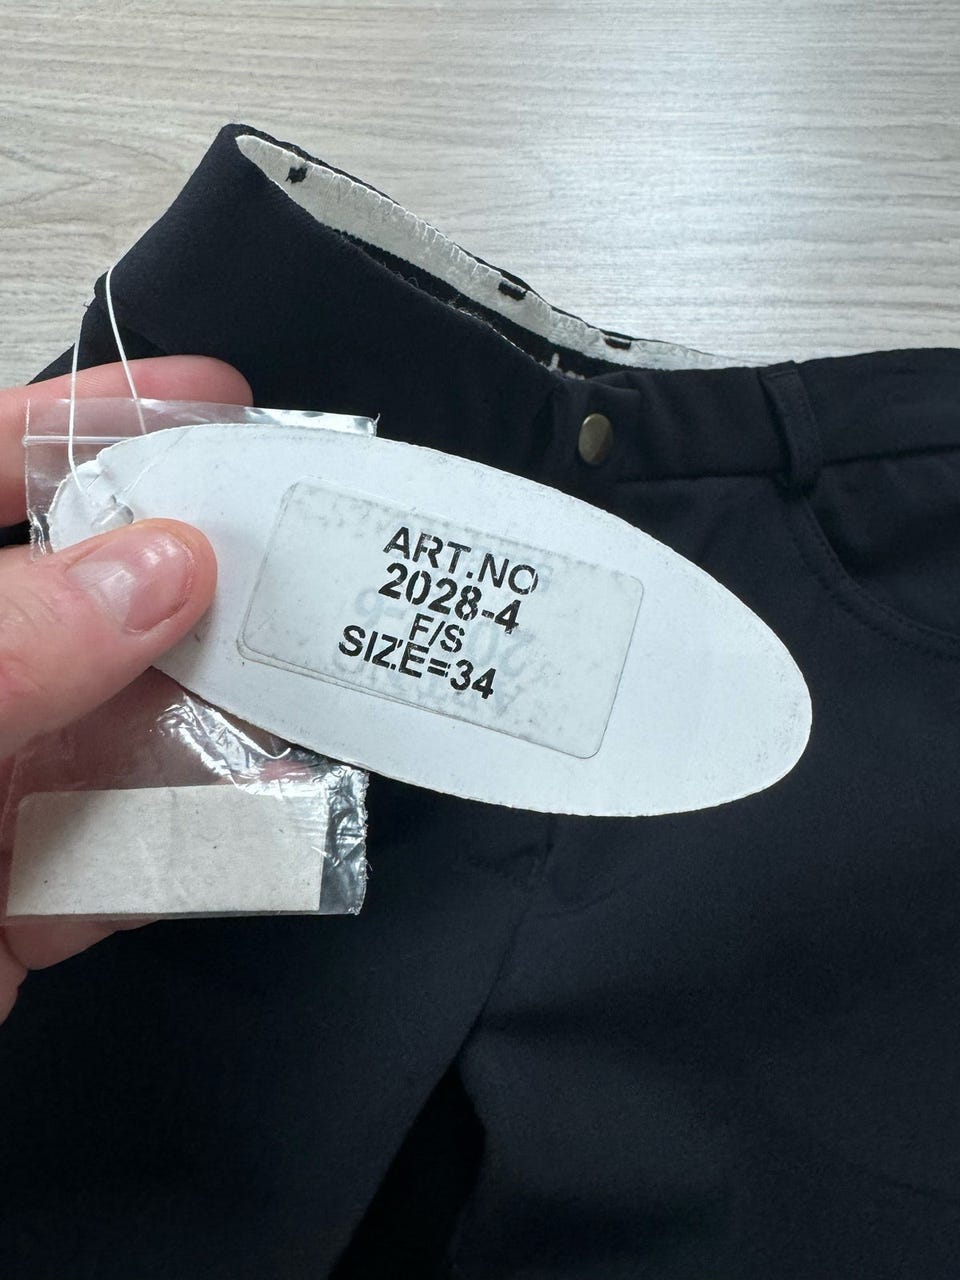 ART.NO
2028-4
F/S
SIZE=34